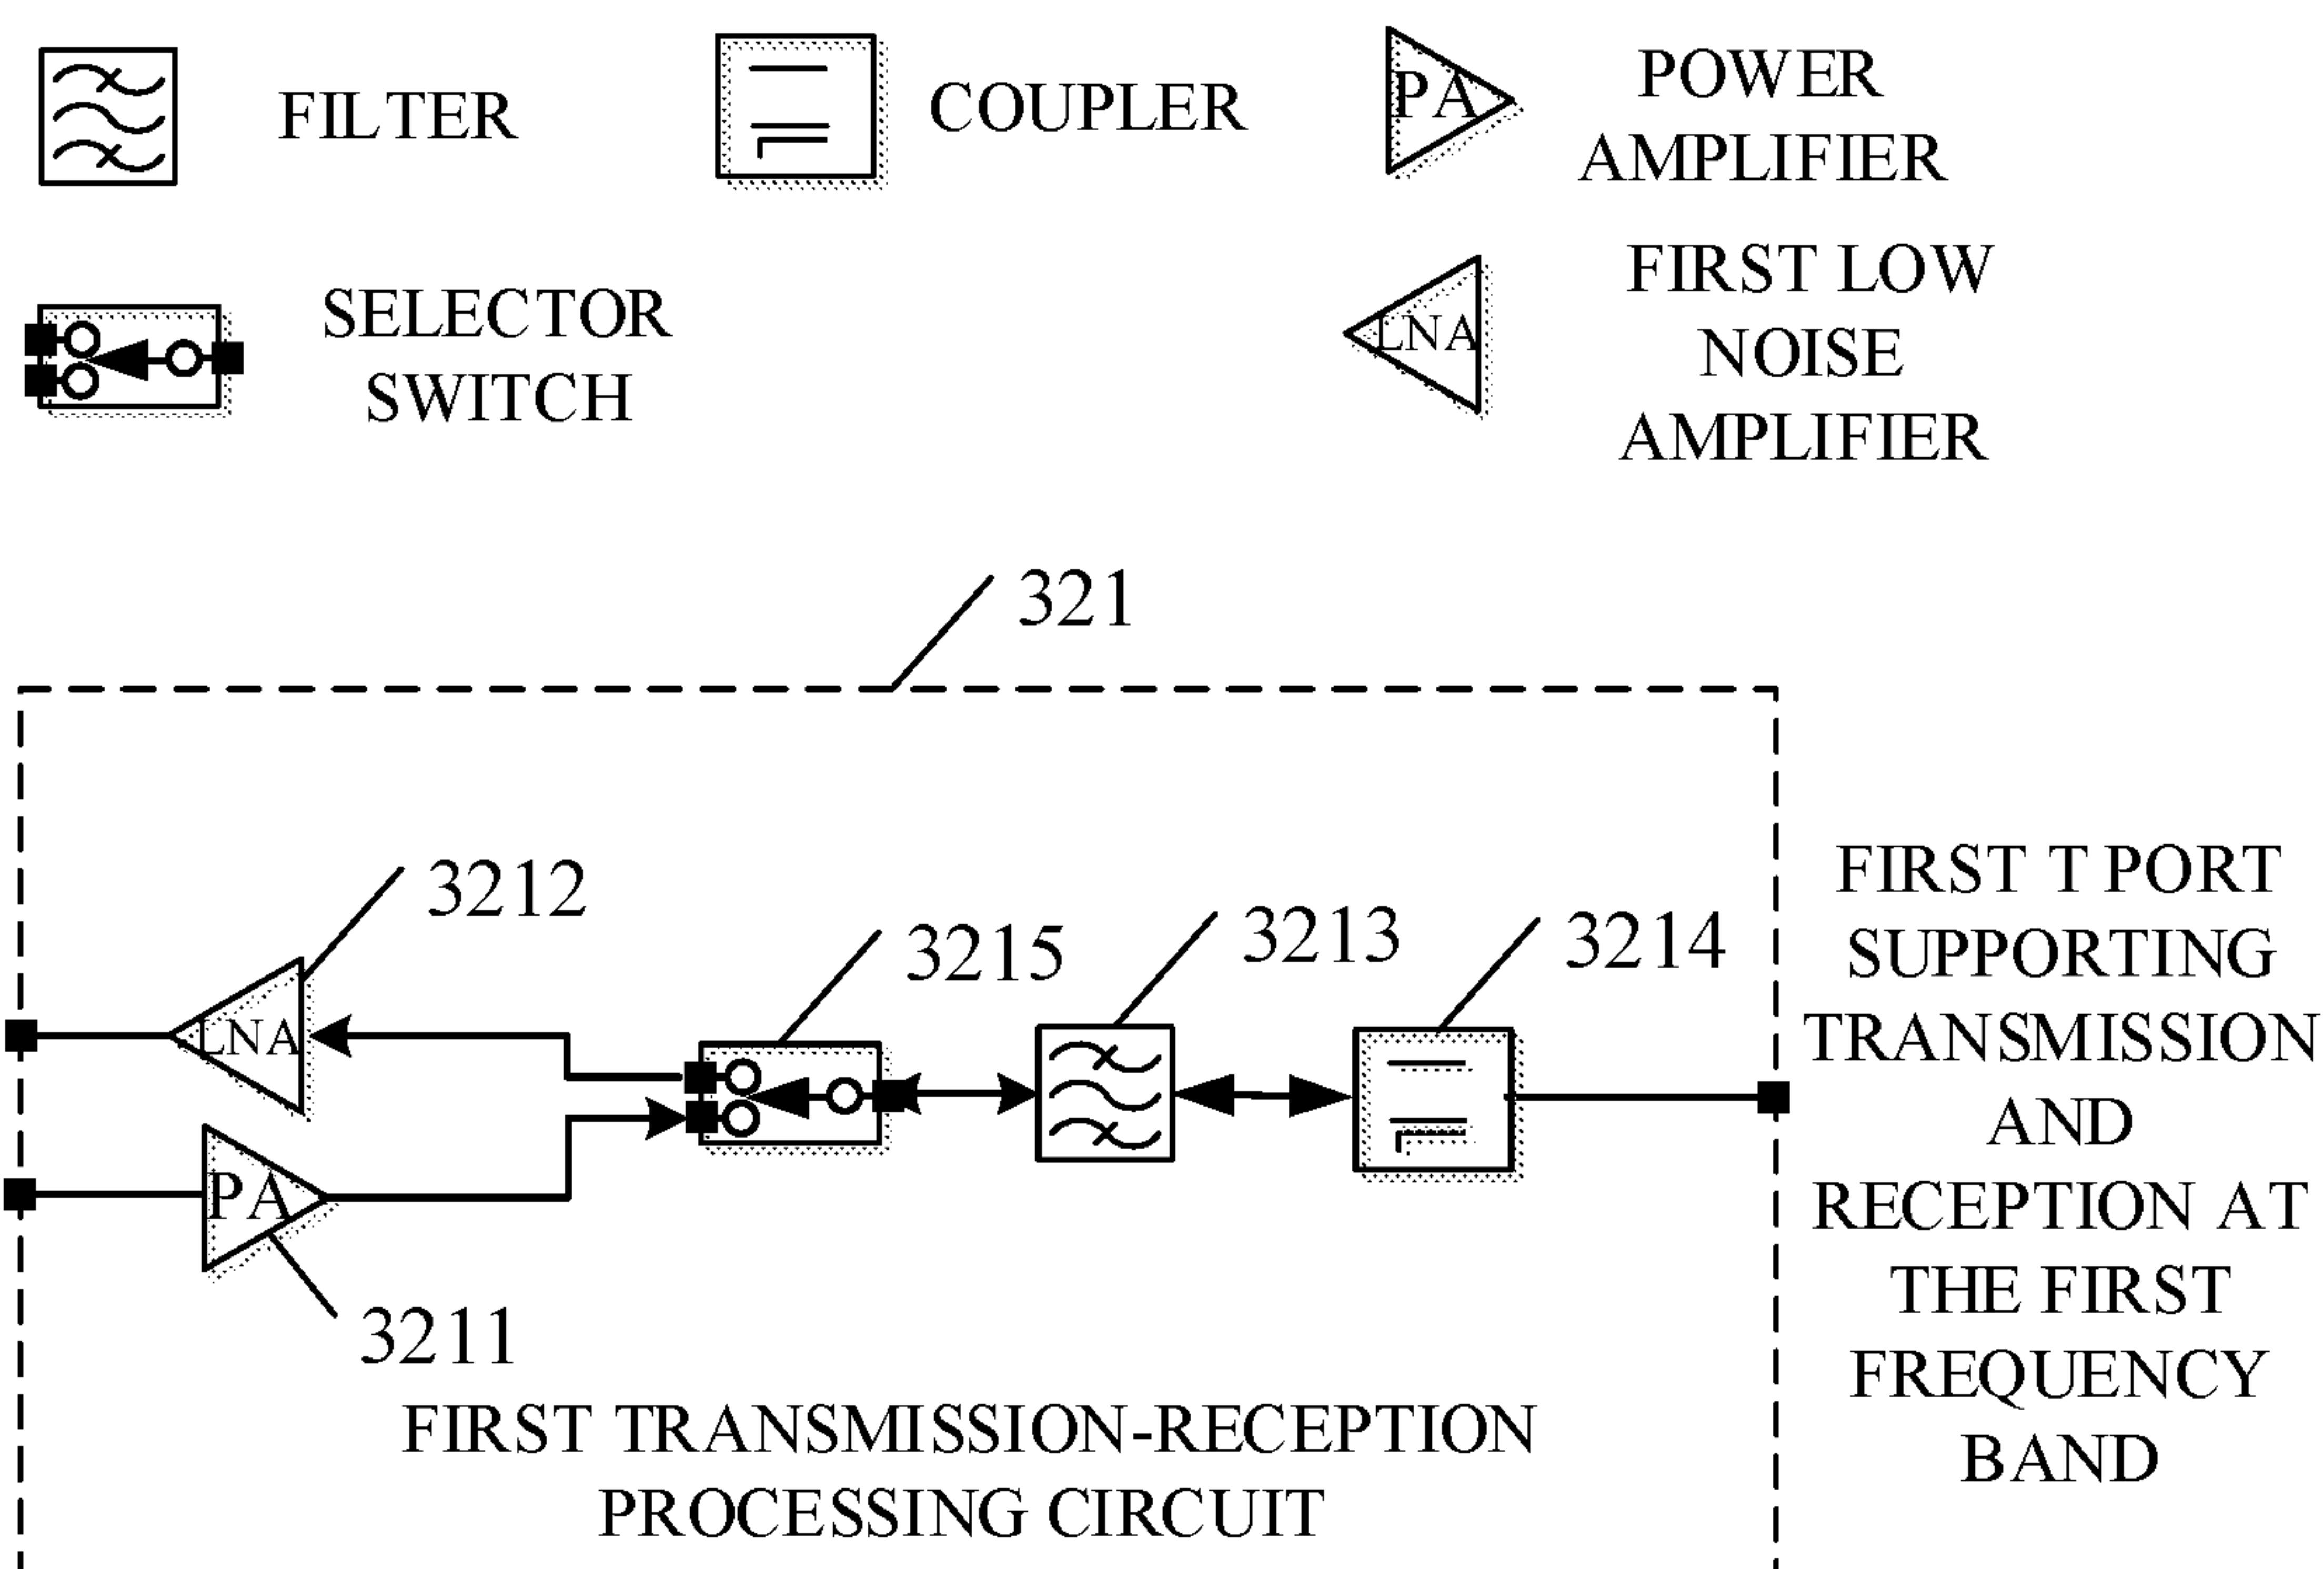 FILTER
COUPLER
PA
POWER
AMPLIFIER
SELECTOR
SWITCH
LNA
FIRST LOW
NOISE
AMPLIFIER
321
3212
3215
3213
3214
LNA
PA
3211
FIRST TRANSMISSION-RECEPTION
PROCESSING CIRCUIT
FIRST T PORT
SUPPORTING
TRANSMISSION
AND
RECEPTION AT
THE FIRST
FREQUENCY
BAND